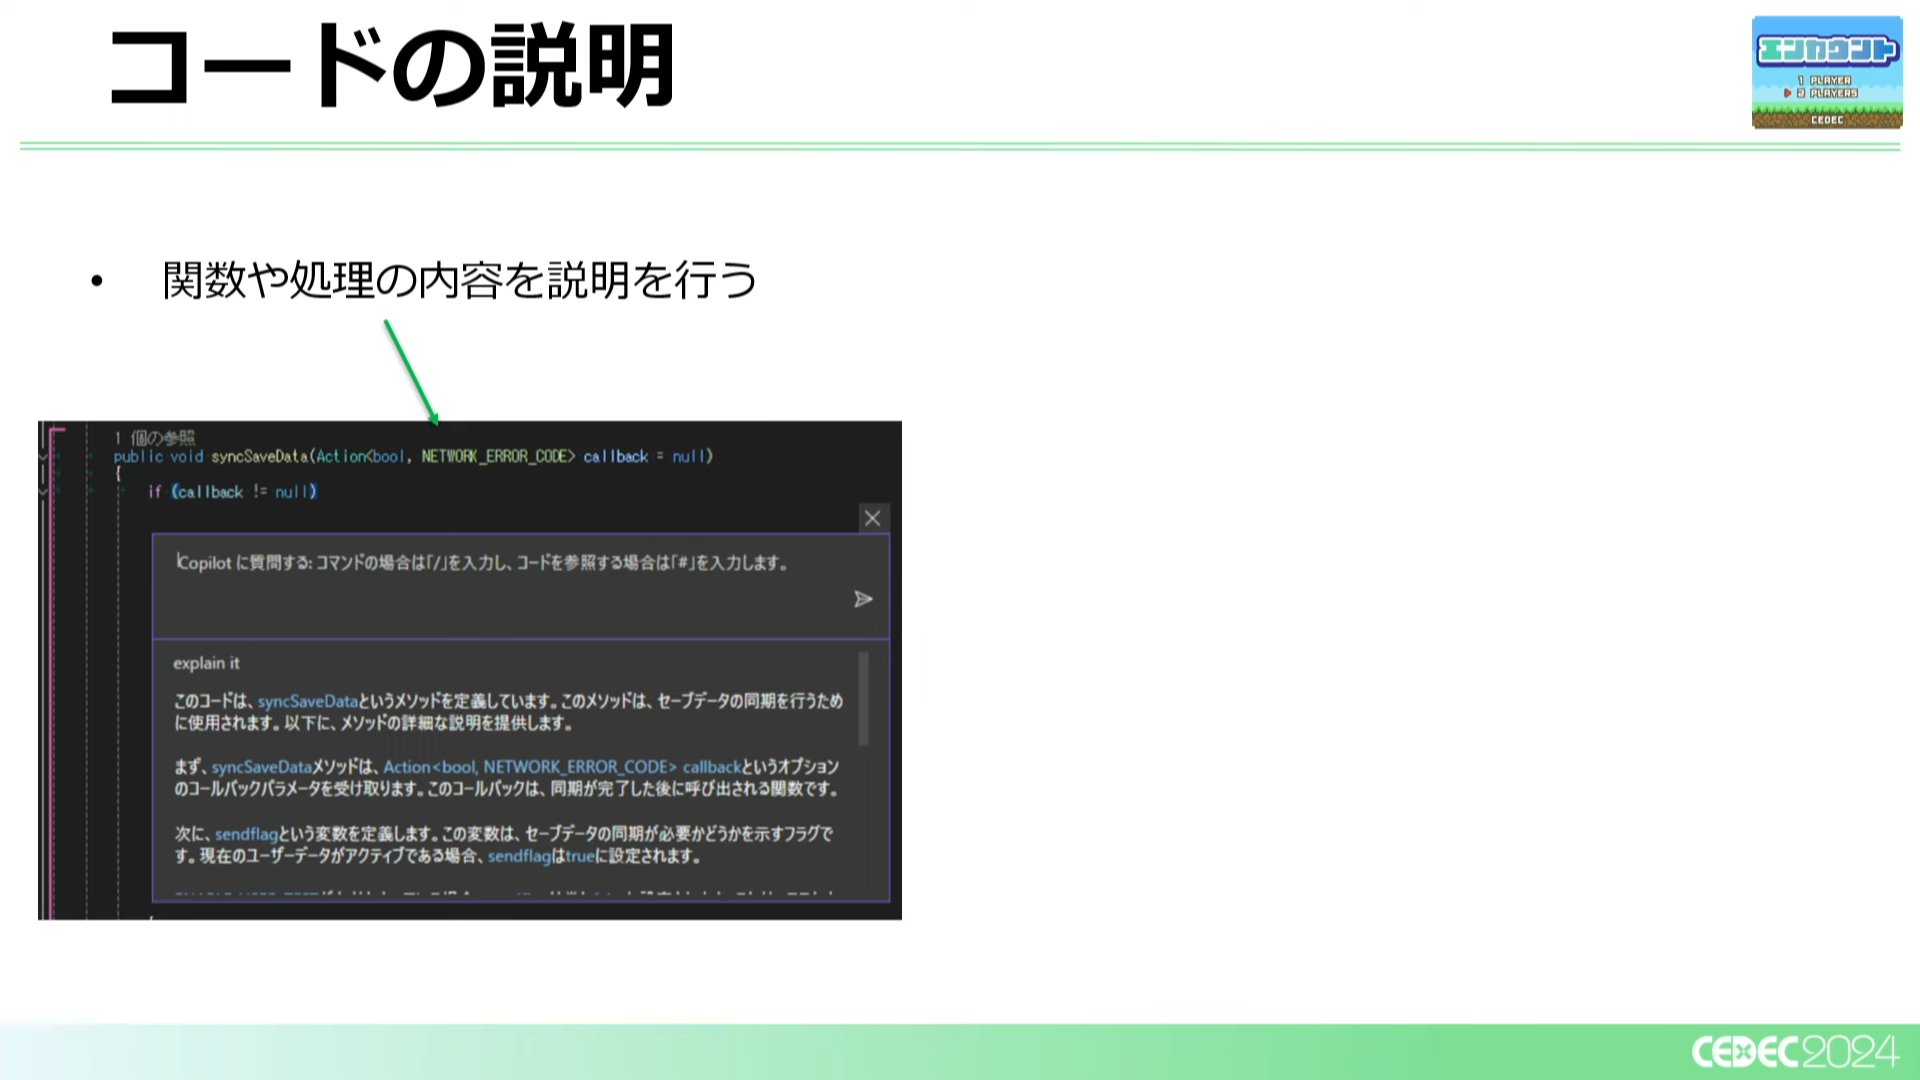 コードの説明
エンカウント
1 PLAYER
2 PLAYERS
CEDEC
• 関数や処理の内容を説明を行う
1 個の参照
public void syncSaveData(Action<bool, NETWORK_ERROR_CODE> callback = null)
{
if (callback != null)
Copilot に質問する: コマンドの場合は「/」を入力し、コードを参照する場合は「#」を入力します。
explain it
このコードは、syncSaveDataというメソッドを定義しています。このメソッドは、セーブデータの同期を行うため
に使用されます。以下に、メソッドの詳細な説明を提供します。
まず、syncSaveDataメソッドは、Action<bool, NETWORK_ERROR_CODE> callbackというオプション
のコールバックパラメータを受け取ります。このコールバックは、同期が完了した後に呼び出される関数です。
次に、sendflagという変数を定義します。この変数は、セーブデータの同期が必要かどうかを示すフラグで
す。現在のユーザーデータがアクティブである場合、sendflagはtrueに設定されます。
CEDEC2024